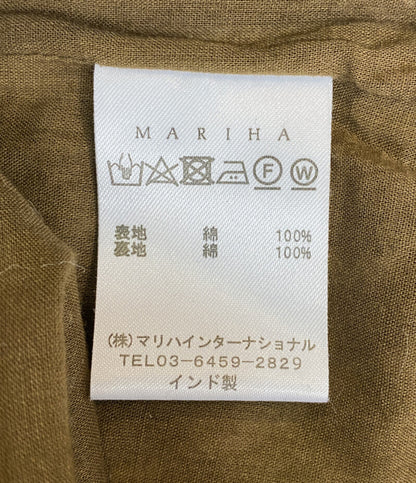 MARIHA
F W
表地 綿 100%
裏地 綿 100%
(株)マリハインターナショナル
TEL03-6459-2829
インド製